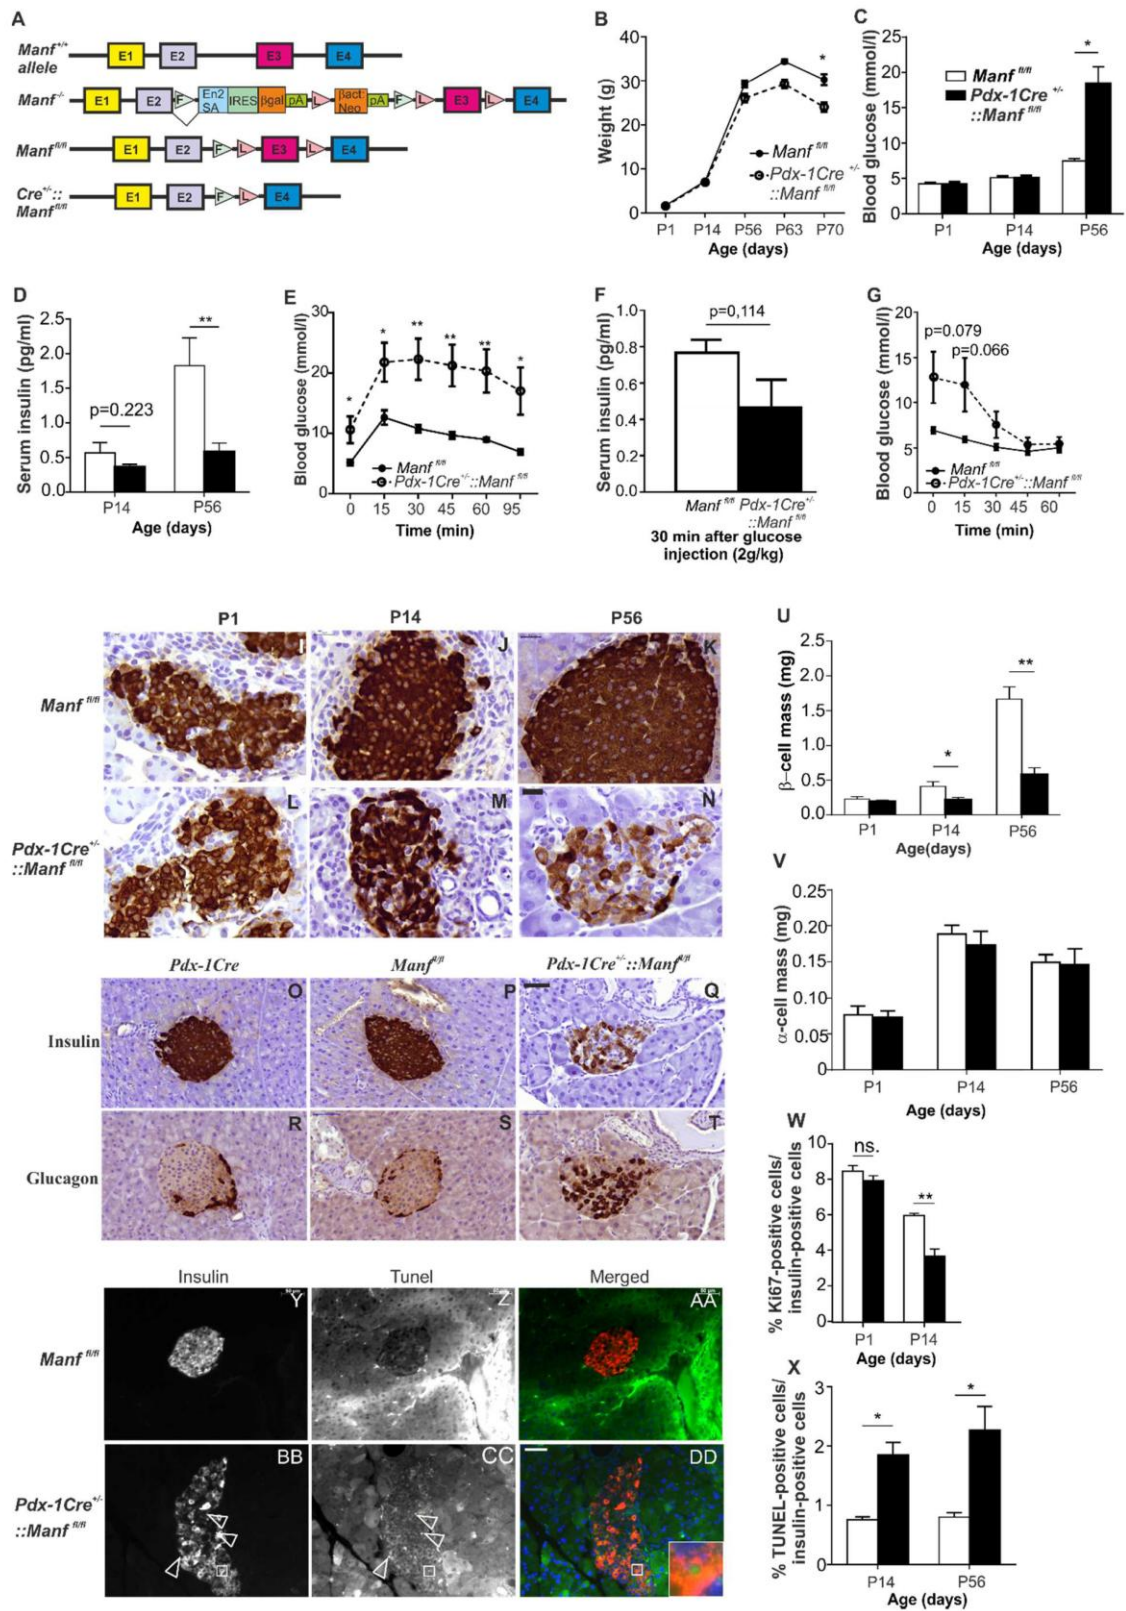 A
Manf +/+
allele
E1 E2 E3 E4
Manf -/-
E1 E2 F En2 SA IRES βgal pA L βact Neo pA F L E3 L E4
Manf fl/fl
E1 E2 F L E3 L E4
Cre +/- ::
Manf fl/fl
E1 E2 F L E4
B
Weight (g)
40
30
20
10
0
*
Manf fl/fl
Pdx-1Cre +/-
::Manf fl/fl
P1 P14 P56 P63 P70
Age (days)
C
Blood glucose (mmol/l)
25
20
15
10
5
0
*
Manf fl/fl
Pdx-1Cre +/-
::Manf fl/fl
P1 P14 P56
Age (days)
D
Serum insulin (pg/ml)
2.5
2.0
1.5
1.0
0.5
0.0
**
p=0.223
P14 P56
Age (days)
E
Blood glucose (mmol/l)
30
20
10
0
* * ** ** ** *
Manf fl/fl
Pdx-1Cre +/- ::Manf fl/fl
0 15 30 45 60 95
Time (min)
F
Serum insulin (pg/ml)
1.0
0.8
0.6
0.4
0.2
0.0
p=0,114
Manf fl/fl Pdx-1Cre +/-
::Manf fl/fl
30 min after glucose
injection (2g/kg)
G
Blood glucose (mmol/l)
20
15
10
5
0
p=0.079
p=0.066
Manf fl/fl
Pdx-1Cre +/- ::Manf fl/fl
0 15 30 45 60
Time (min)
P1 P14 P56
Manf fl/fl
I J K
Pdx-1Cre +/-
::Manf fl/fl
L M N
Pdx-1Cre Manf fl/fl Pdx-1Cre +/- ::Manf fl/fl
Insulin
O P Q
Glucagon
R S T
Insulin Tunel Merged
Manf fl/fl
Y Z AA
Pdx-1Cre +/-
::Manf fl/fl
BB CC DD
U
β-cell mass (mg)
2.5
2.0
1.5
1.0
0.5
0.0
* **
P1 P14 P56
Age(days)
V
α-cell mass (mg)
0.25
0.20
0.15
0.10
0.05
0
P1 P14 P56
Age (days)
W
% Ki67-positive cells/
insulin-positive cells
10
8
6
4
2
0
ns. **
P1 P14
Age (days)
X
% TUNEL-positive cells/
insulin-positive cells
3
2
1
0
* *
P14 P56
Age (days)